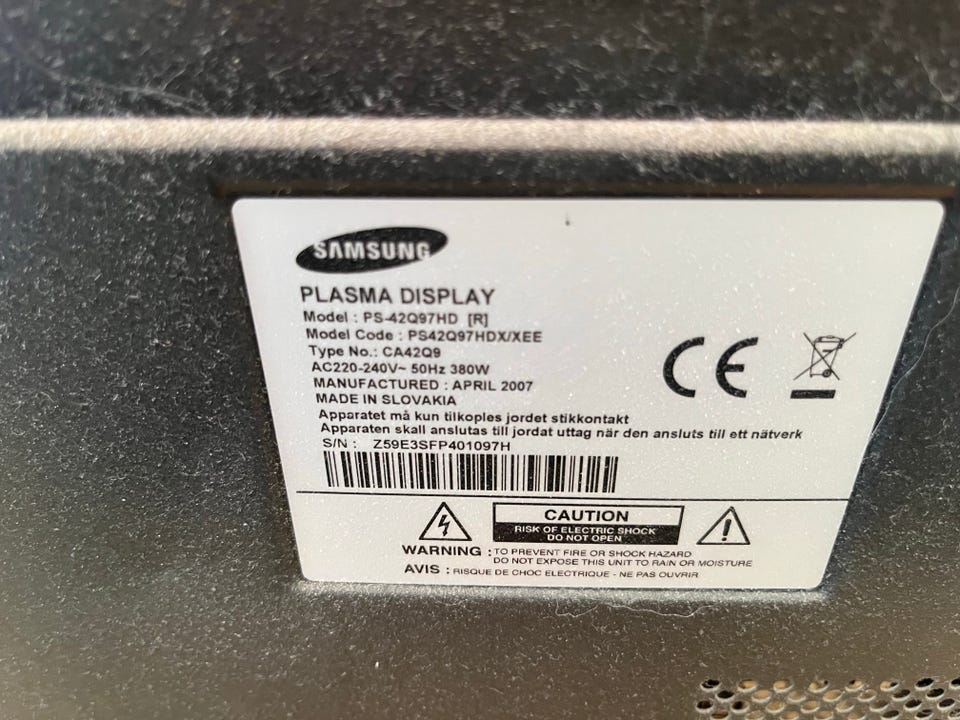 SAMSUNG
PLASMA DISPLAY
Model : PS-42Q97HD [R]
Model Code : PS42Q97HDX/XEE
Type No.: CA42Q9
AC220-240V~ 50Hz 380W
MANUFACTURED : APRIL 2007
MADE IN SLOVAKIA
Apparatet må kun tilkoples jordet stikkontakt
Apparaten skall anslutas till jordat uttag när den ansluts till ett nätverk
S/N : Z59E3SFP401097H
CE
CAUTION
RISK OF ELECTRIC SHOCK
DO NOT OPEN
WARNING : TO PREVENT FIRE OR SHOCK HAZARD
DO NOT EXPOSE THIS UNIT TO RAIN OR MOISTURE
AVIS : RISQUE DE CHOC ELECTRIQUE - NE PAS OUVRIR